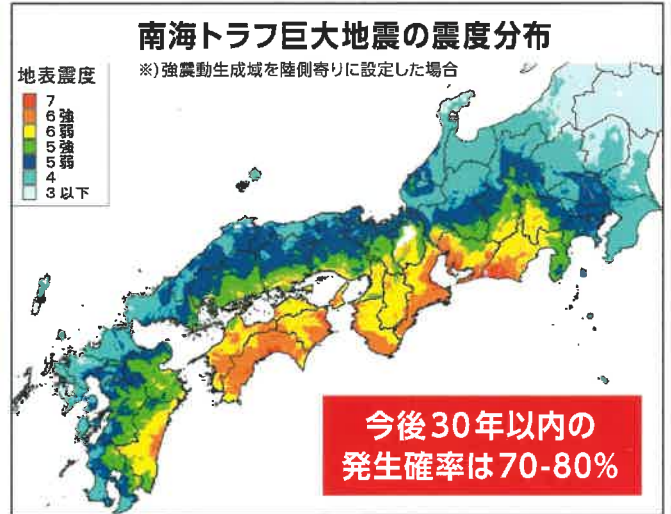 南海トラフ巨大地震の震度分布
※)強震動生成域を陸側寄りに設定した場合
地表震度
7
6強
6弱
5強
5弱
4
3以下
今後30年以内の
発生確率は70-80%